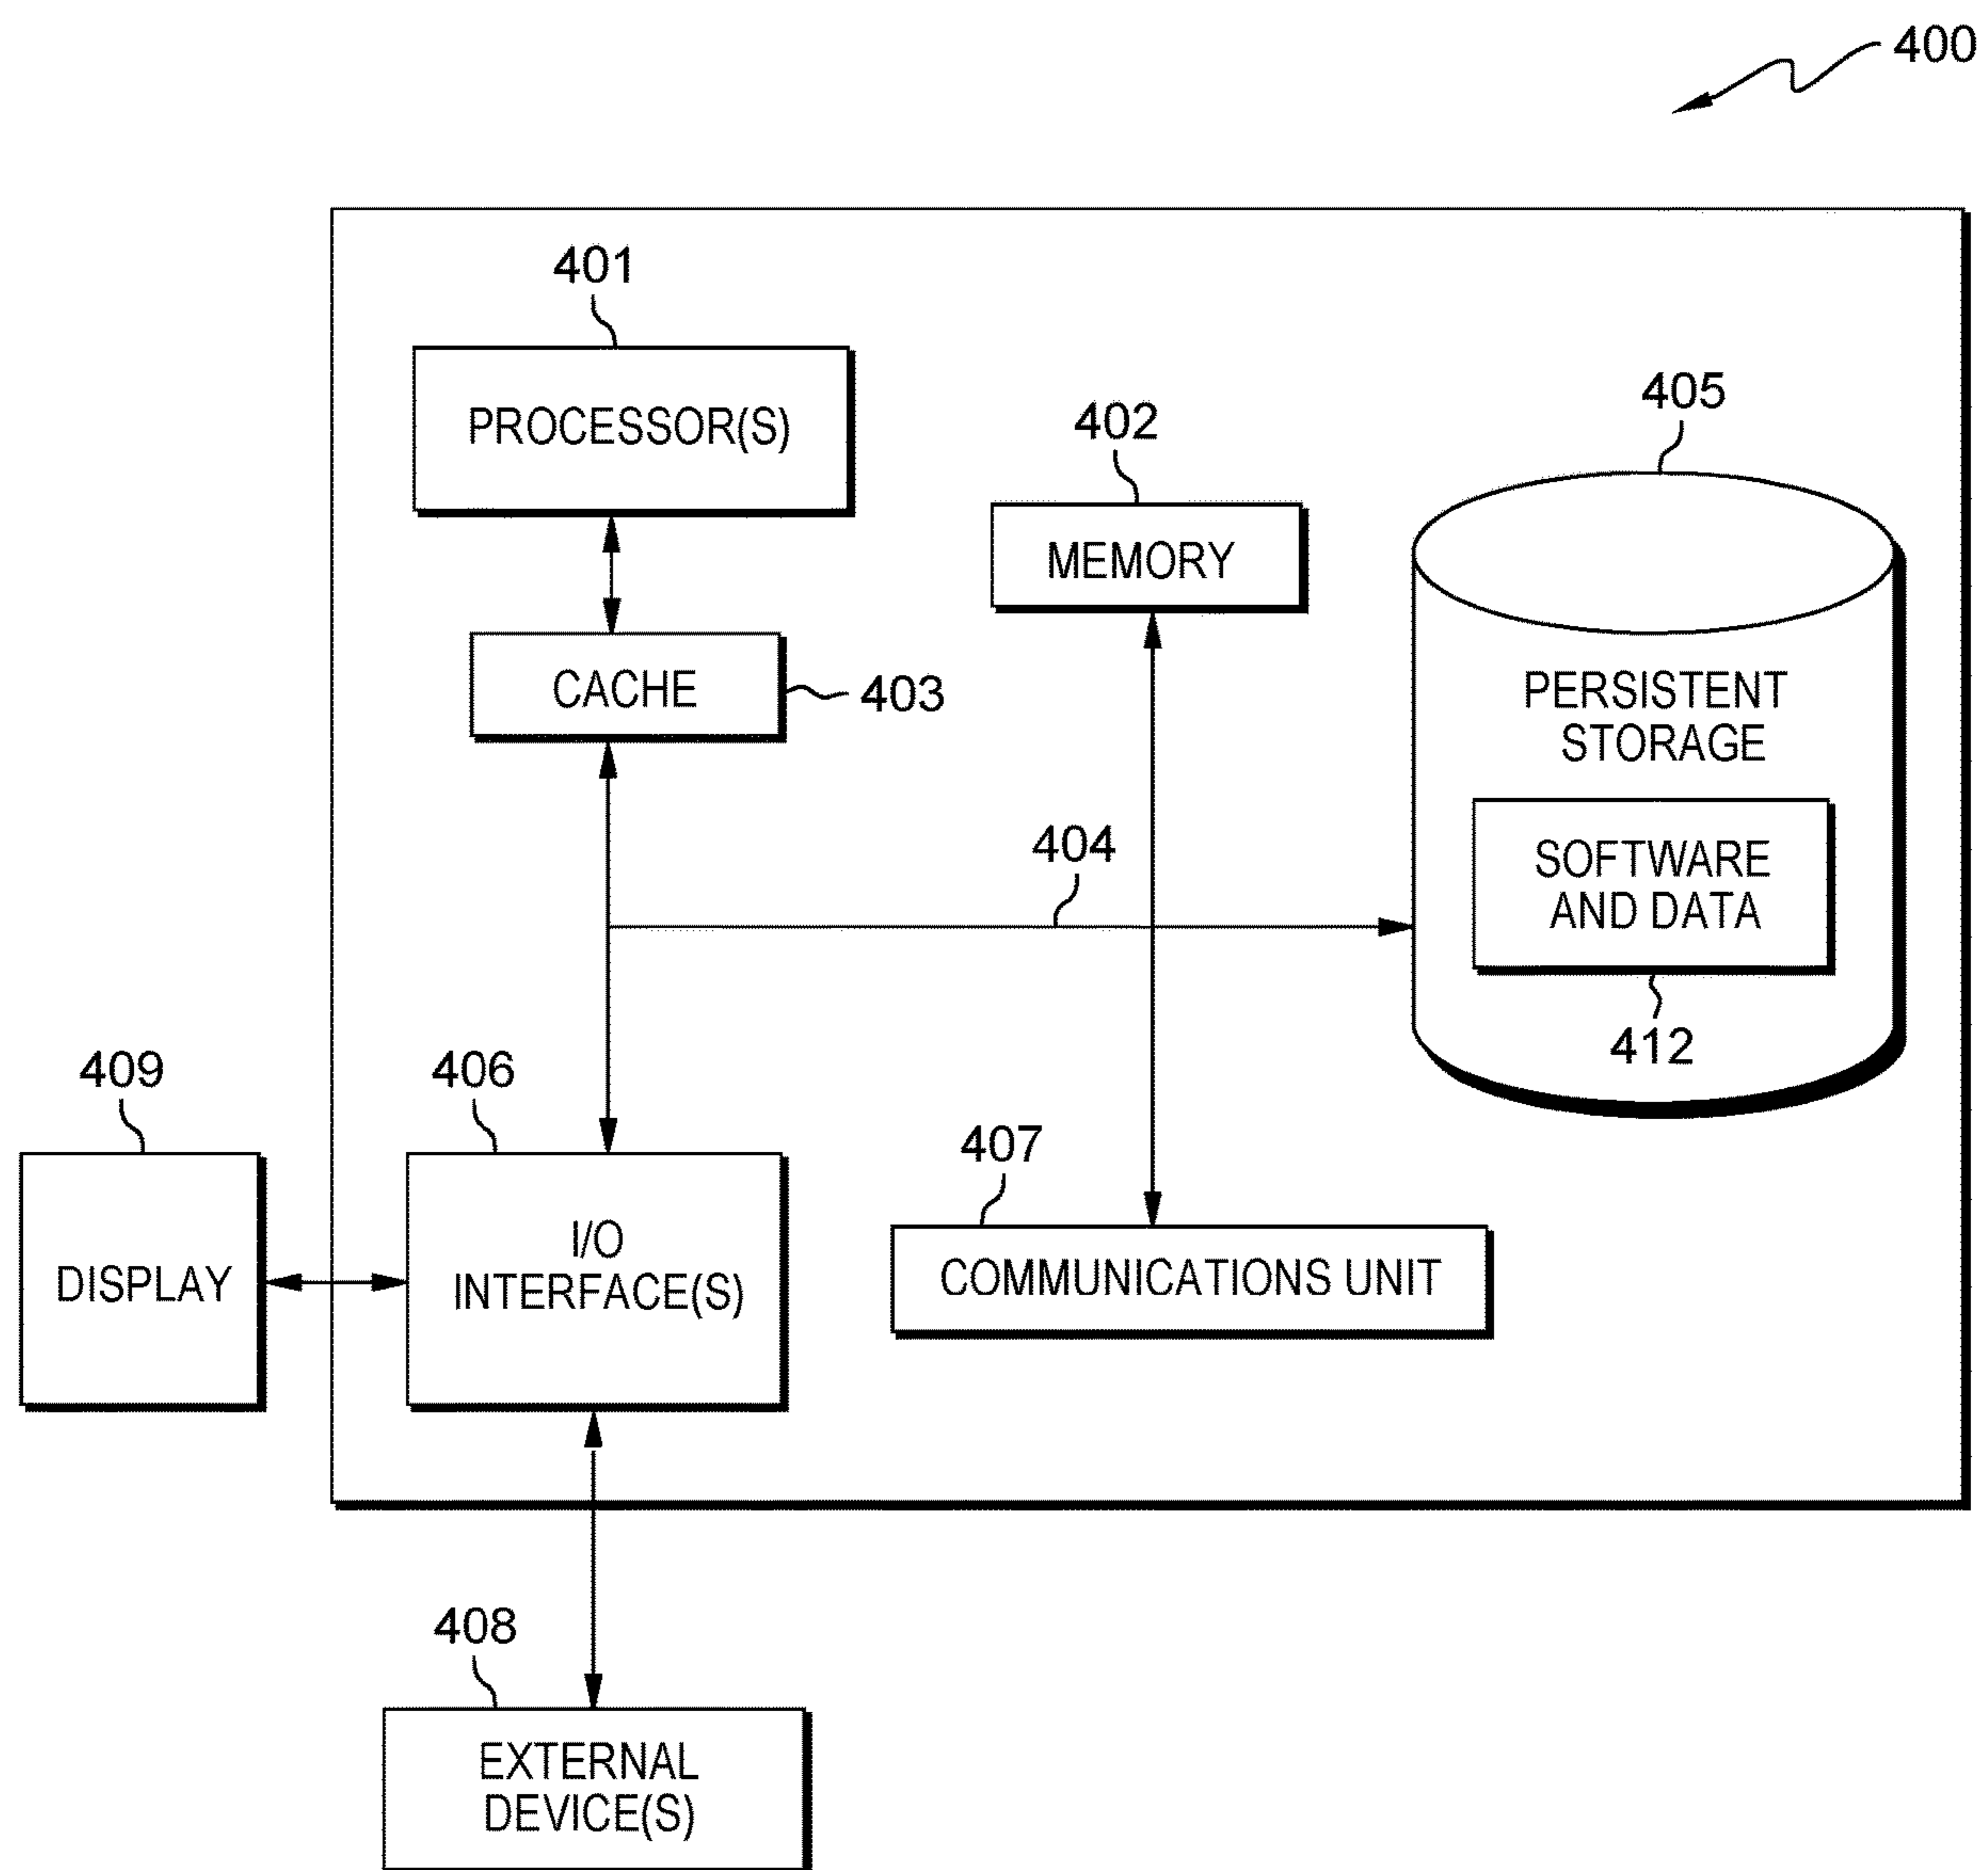 400
401
PROCESSOR(S)
402
MEMORY
405
CACHE
403
PERSISTENT
STORAGE
404
SOFTWARE
AND DATA
412
409
406
407
DISPLAY
I/O
INTERFACE(S)
COMMUNICATIONS UNIT
408
EXTERNAL
DEVICE(S)